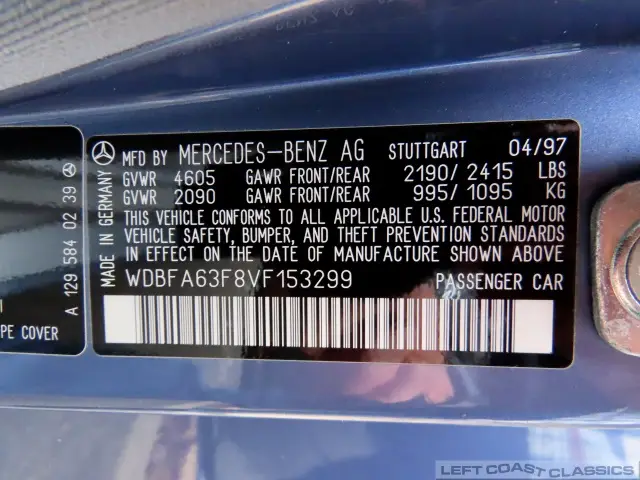 MFD BY MERCEDES-BENZ AG STUTTGART 04/97
GVWR 4605 GAWR FRONT/REAR 2190/ 2415 LBS
GVWR 2090 GAWR FRONT/REAR 995/ 1095 KG
THIS VEHICLE CONFORMS TO ALL APPLICABLE U.S. FEDERAL MOTOR
VEHICLE SAFETY, BUMPER, AND THEFT PREVENTION STANDARDS
IN EFFECT ON THE DATE OF MANUFACTURE SHOWN ABOVE.
WDBFA63F8VF153299 PASSENGER CAR
MADE IN GERMANY
A 129 584 02 39
PE COVER
LEFT COAST CLASSICS